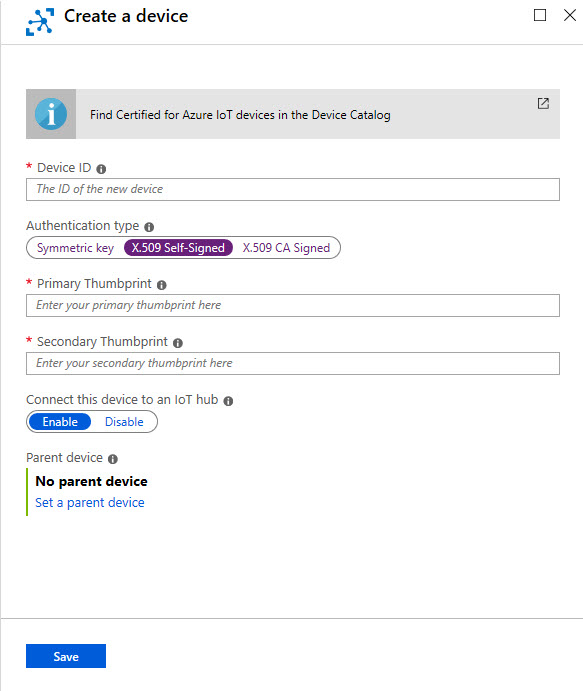 Create a device
Find Certified for Azure IoT devices in the Device Catalog
* Device ID
The ID of the new device
Authentication type
Symmetric key X.509 Self-Signed X.509 CA Signed
* Primary Thumbprint
Enter your primary thumbprint here
* Secondary Thumbprint
Enter your secondary thumbprint here
Connect this device to an IoT hub
Enable Disable
Parent device
No parent device
Set a parent device
Save